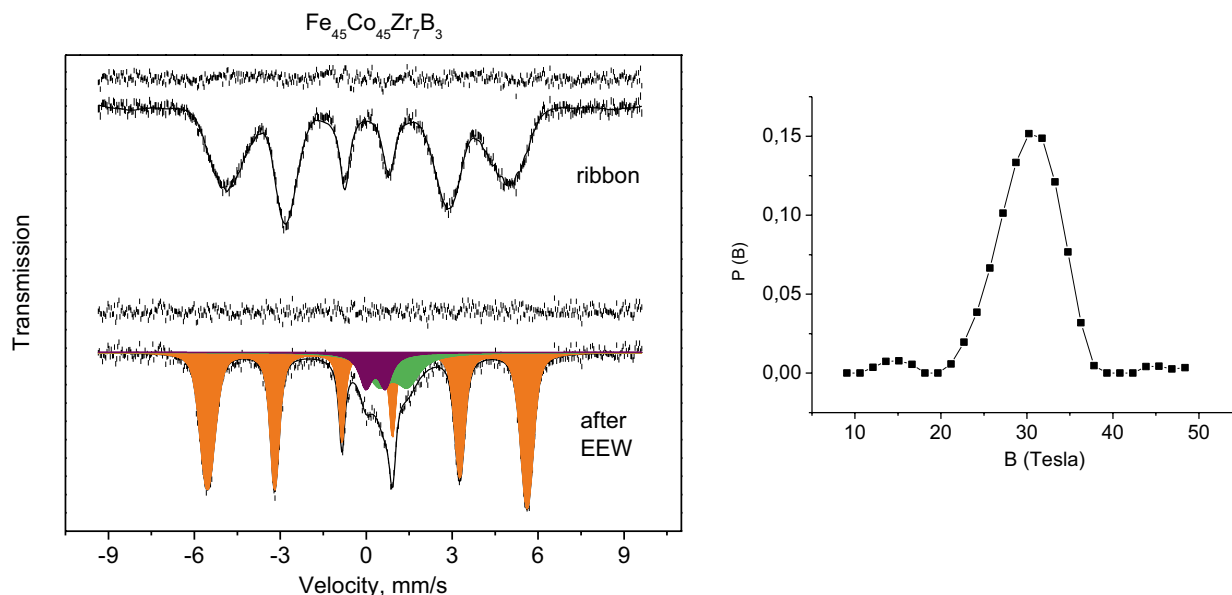 Fe45Co45Zr7B3
Transmission
ribbon
after
EEW
-9 -6 -3 0 3 6 9
Velocity, mm/s
P (B)
0,15
0,10
0,05
0,00
10 20 30 40 50
B (Tesla)